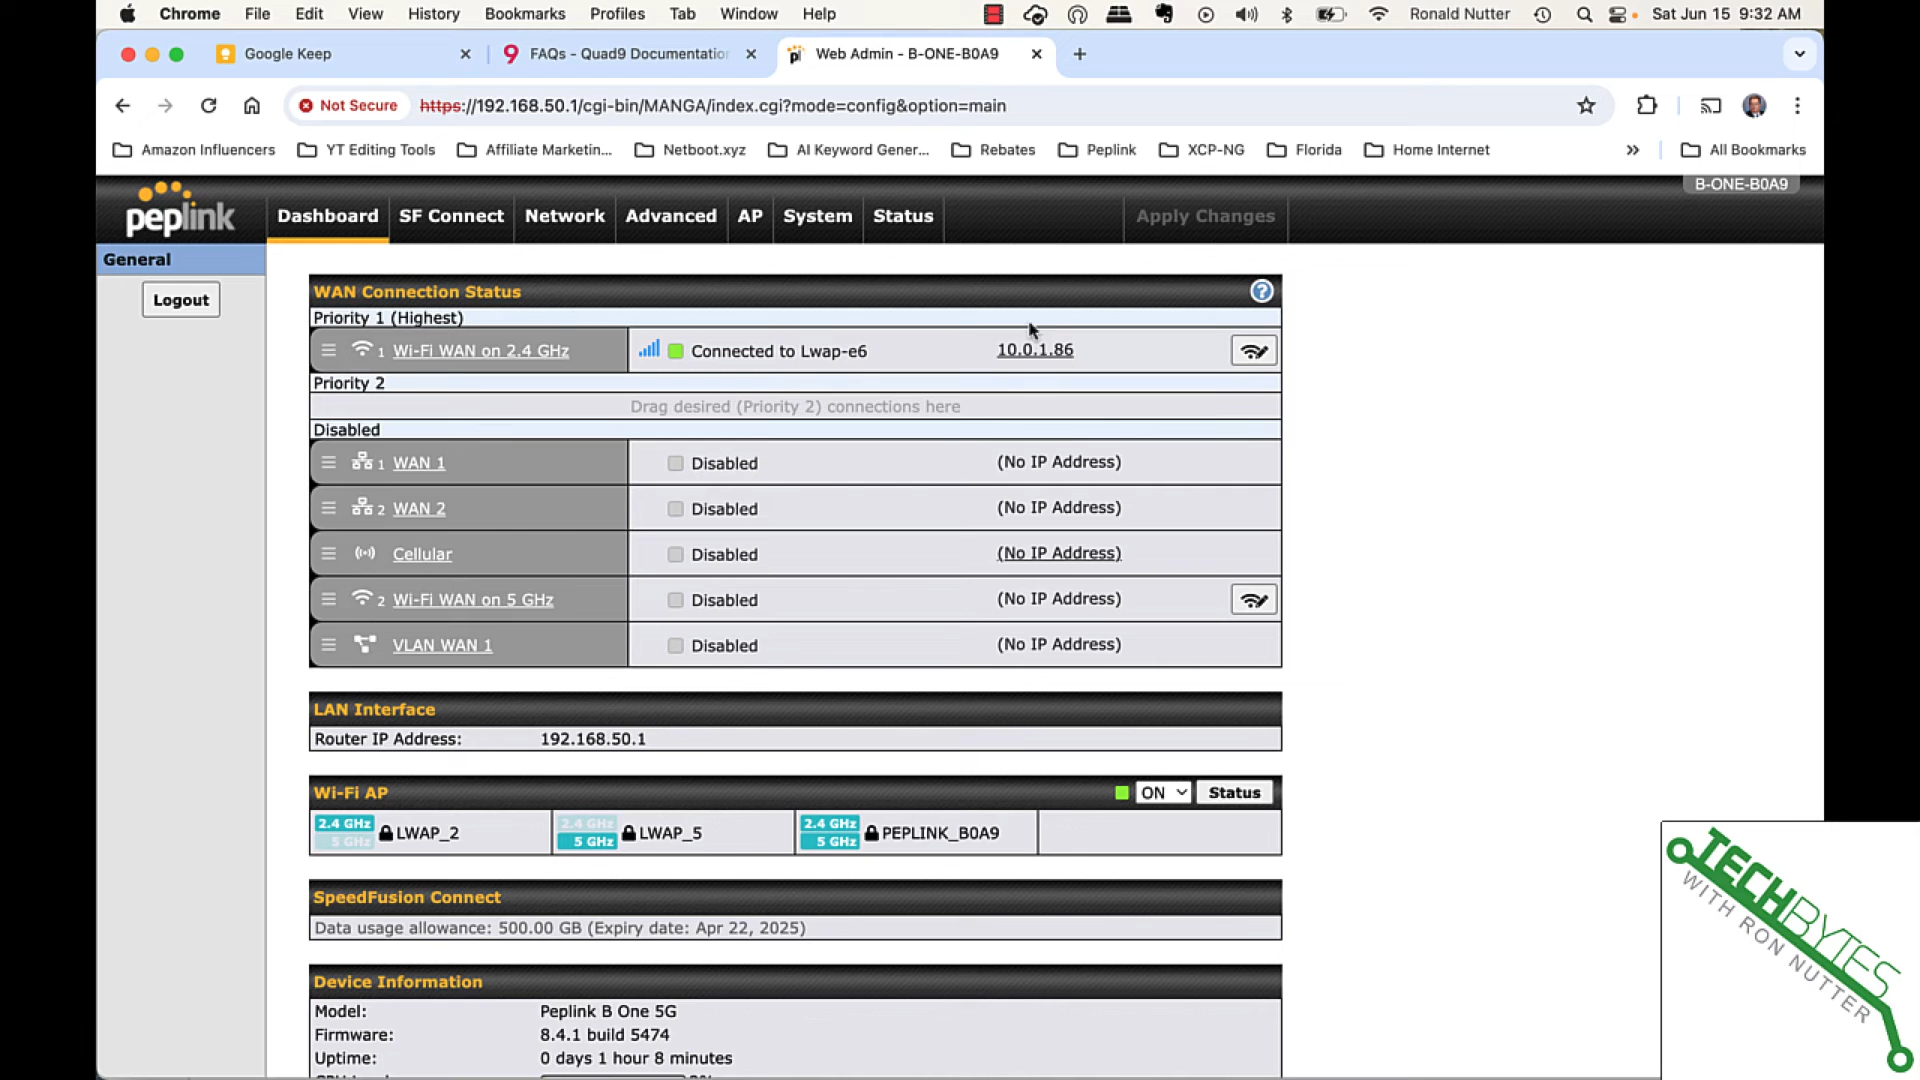 Chrome File Edit View History Bookmarks Profiles Tab Window Help Ronald Nutter Sat Jun 15 9:32 AM
Google Keep FAQs - Quad9 Documentation Web Admin - B-ONE-B0A9
Not Secure https://192.168.50.1/cgi-bin/MANGA/index.cgi?mode=config&option=main
Amazon Influencers YT Editing Tools Affiliate Marketin... Netboot.xyz AI Keyword Gener... Rebates Peplink XCP-NG Florida Home Internet » All Bookmarks
B-ONE-B0A9
peplink Dashboard SF Connect Network Advanced AP System Status Apply Changes
General
Logout
WAN Connection Status ?
Priority 1 (Highest)
1 Wi-Fi WAN on 2.4 GHz Connected to Lwap-e6 10.0.1.86
Priority 2
Drag desired (Priority 2) connections here
Disabled
1 WAN 1 Disabled (No IP Address)
2 WAN 2 Disabled (No IP Address)
Cellular Disabled (No IP Address)
2 Wi-Fi WAN on 5 GHz Disabled (No IP Address)
VLAN WAN 1 Disabled (No IP Address)
LAN Interface
Router IP Address: 192.168.50.1
Wi-Fi AP ON Status
2.4 GHz 5 GHz LWAP_2 2.4 GHz 5 GHz LWAP_5 2.4 GHz 5 GHz PEPLINK_B0A9
SpeedFusion Connect
Data usage allowance: 500.00 GB (Expiry date: Apr 22, 2025)
Device Information
Model: Peplink B One 5G
Firmware: 8.4.1 build 5474
Uptime: 0 days 1 hour 8 minutes
TECHBYTES
WITH RON NUTTER